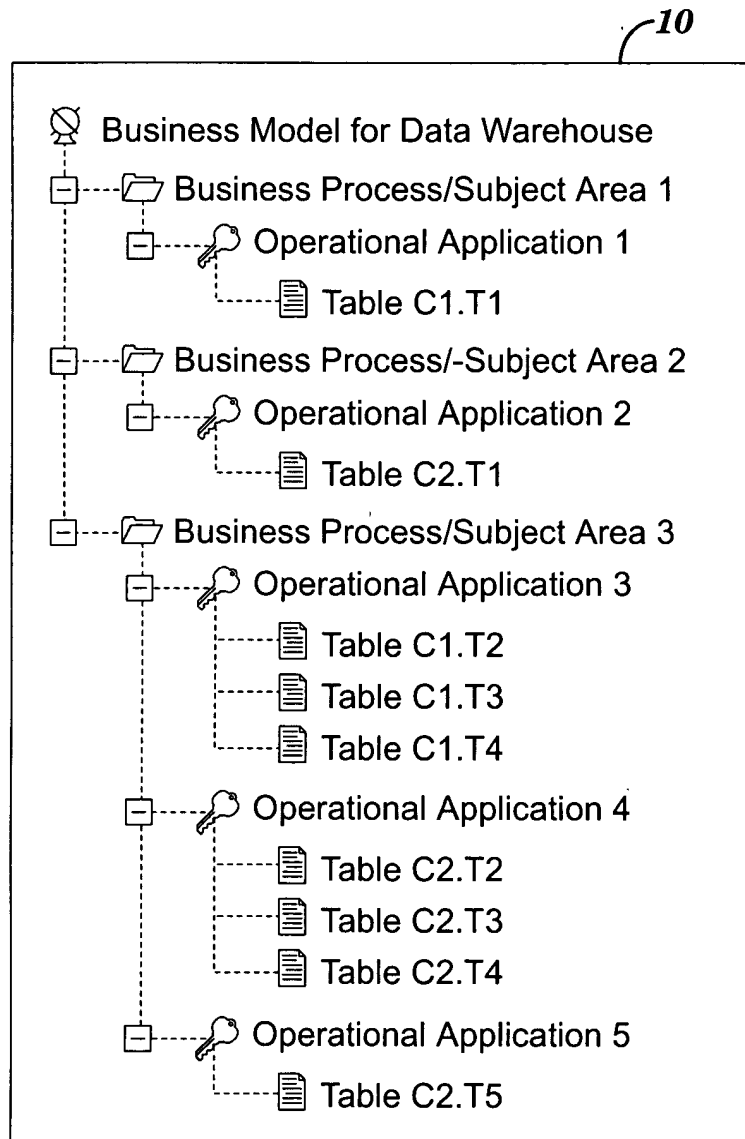 10
Business Model for Data Warehouse
Business Process/Subject Area 1
Operational Application 1
Table C1.T1
Business Process/-Subject Area 2
Operational Application 2
Table C2.T1
Business Process/Subject Area 3
Operational Application 3
Table C1.T2
Table C1.T3
Table C1.T4
Operational Application 4
Table C2.T2
Table C2.T3
Table C2.T4
Operational Application 5
Table C2.T5